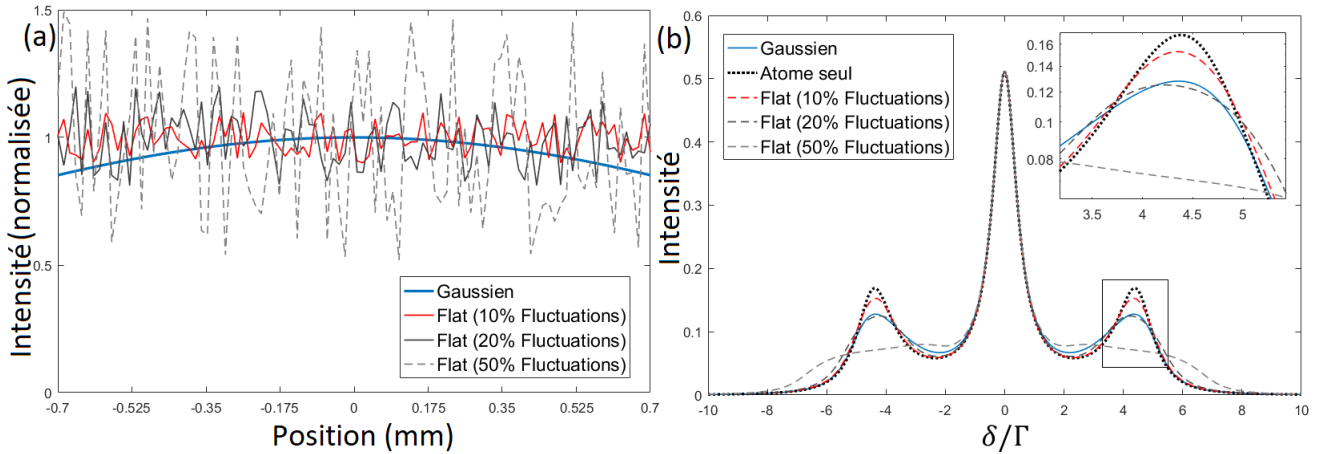 (a)
Intensité (normalisée)
1.5
1
0.5
0
-0.7
-0.525
-0.35
-0.175
0
0.175
0.35
0.525
0.7
Position (mm)
Gaussien
Flat (10% Fluctuations)
Flat (20% Fluctuations)
Flat (50% Fluctuations)
(b)
Intensité
0.6
0.5
0.4
0.3
0.2
0.1
0
-10
-8
-6
-4
-2
0
2
4
6
8
10
δ/Γ
Gaussien
Atome seul
Flat (10% Fluctuations)
Flat (20% Fluctuations)
Flat (50% Fluctuations)
0.16
0.14
0.12
0.1
0.08
3.5
4
4.5
5